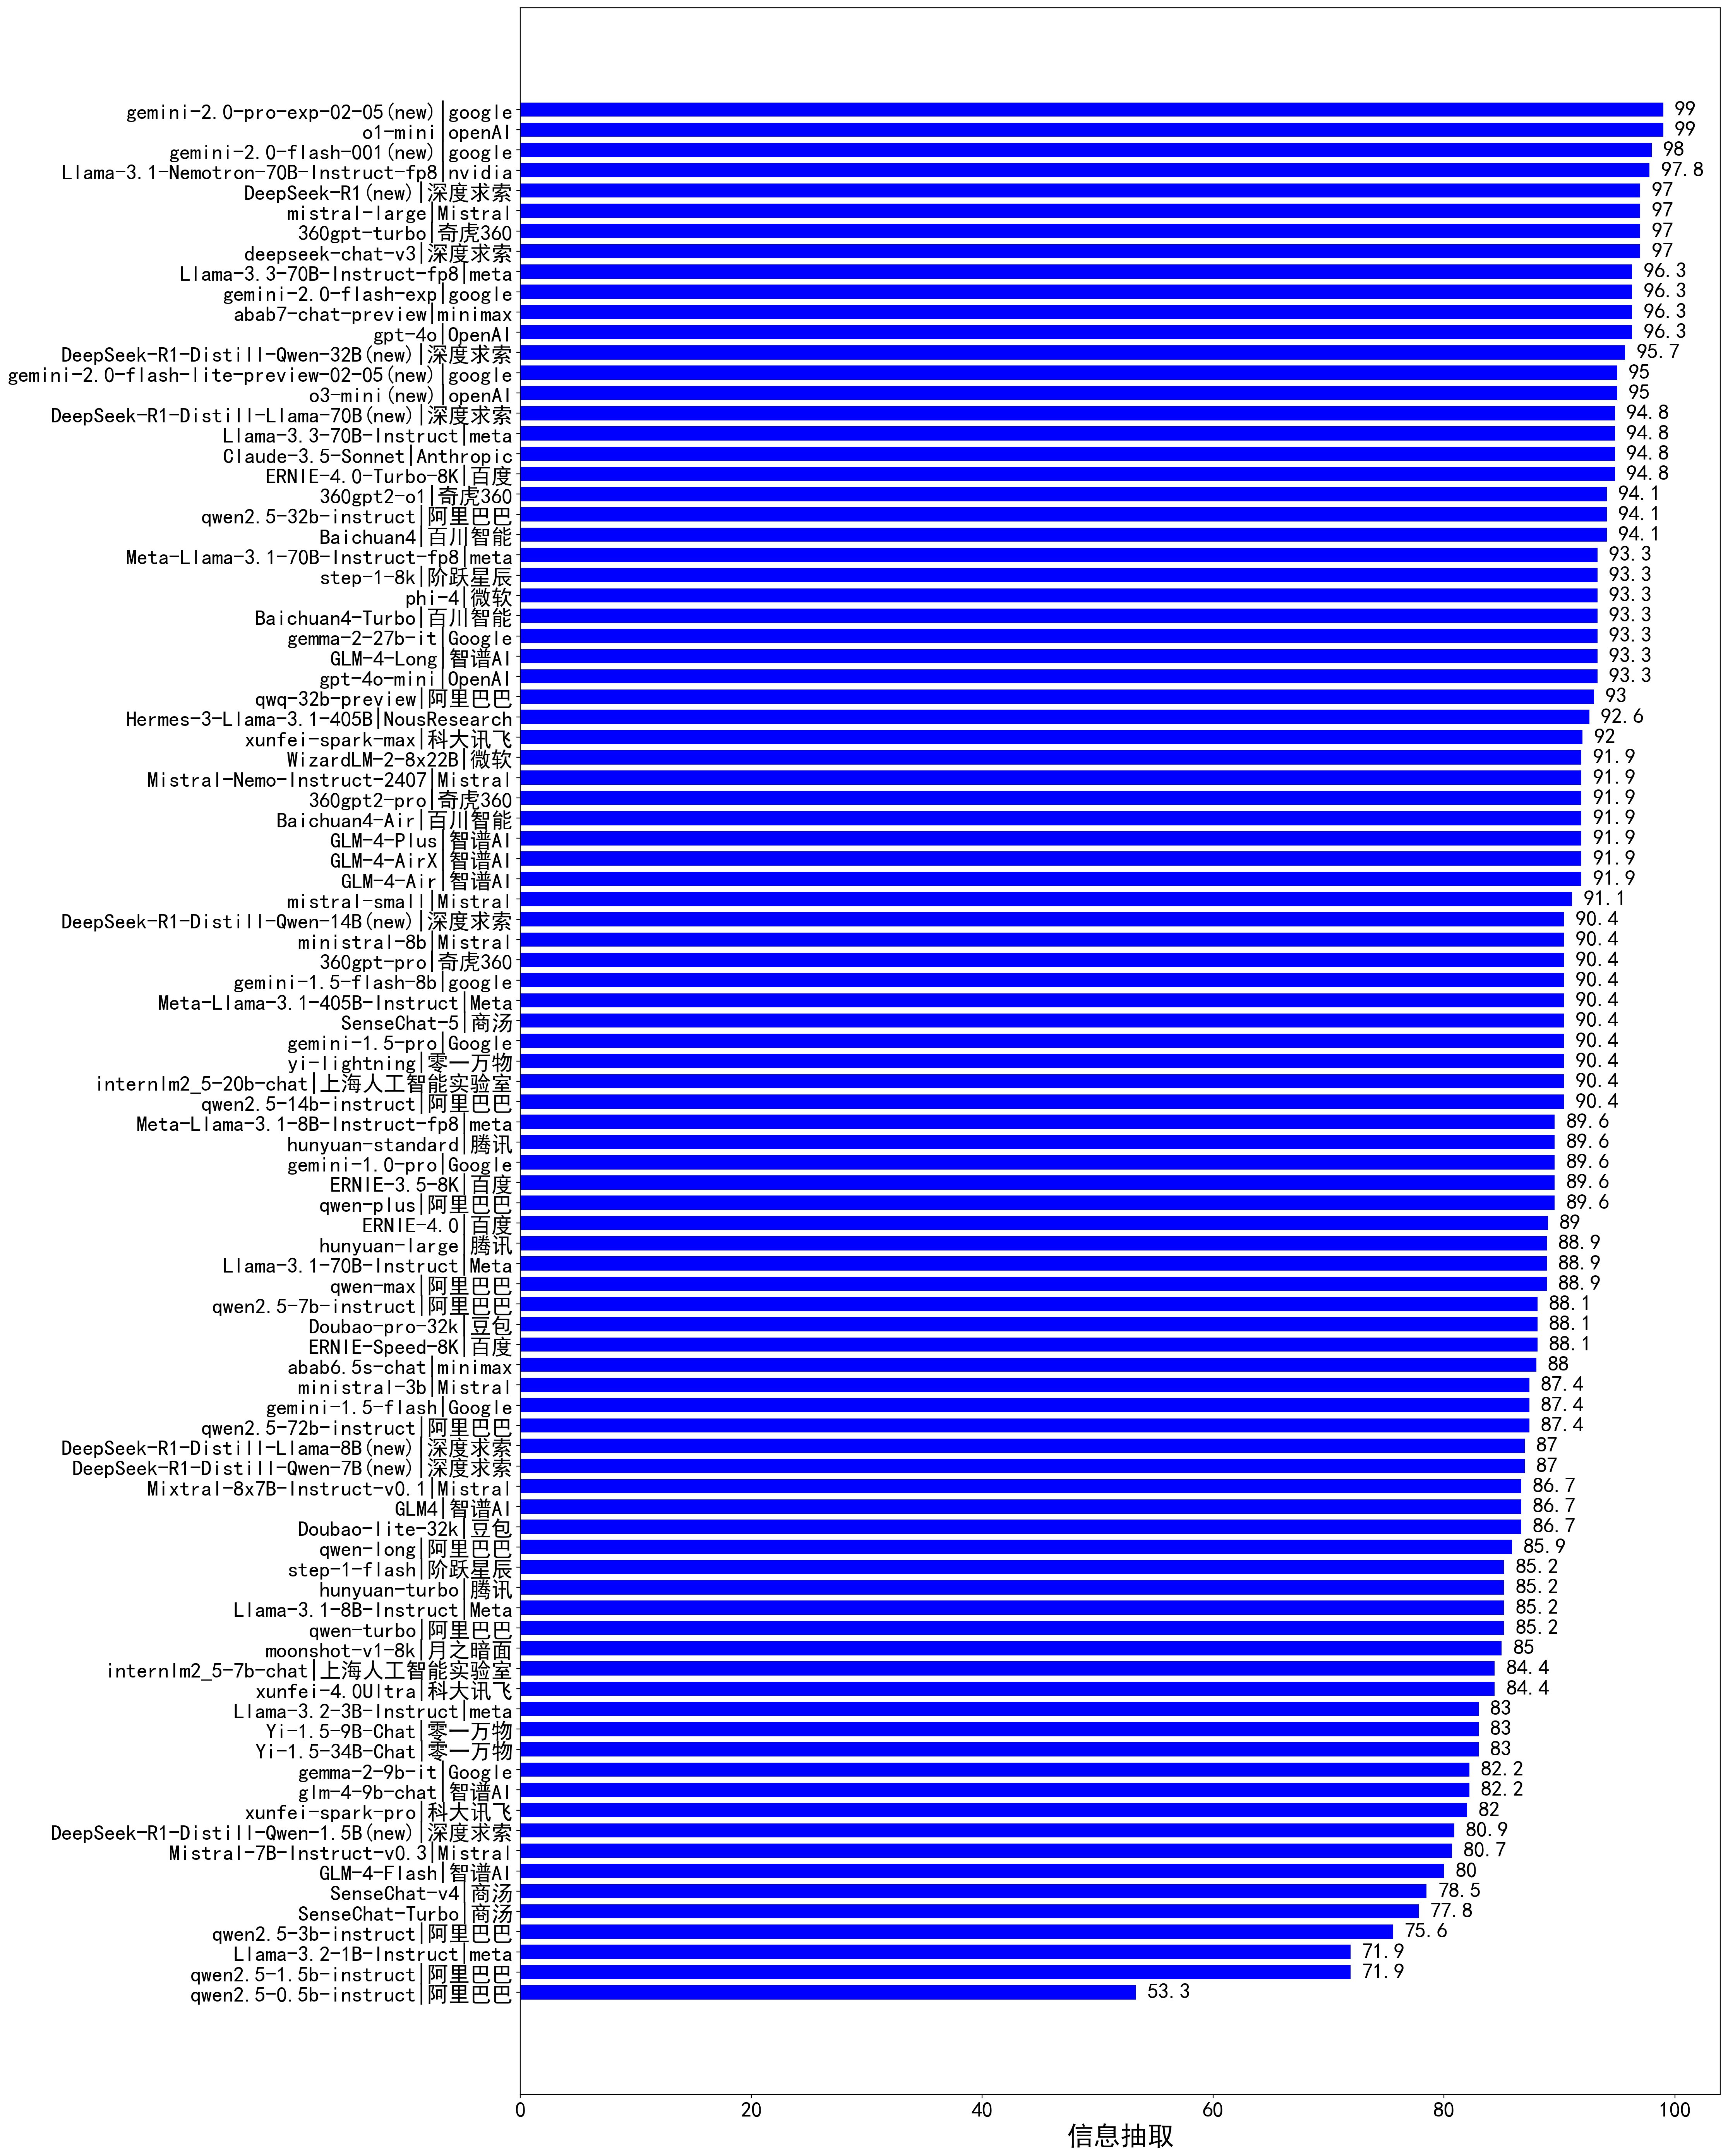 gemini-2.0-pro-exp-02-05(new)|google 99
o1-mini|openAI 99
gemini-2.0-flash-001(new)|google 98
Llama-3.1-Nemotron-70B-Instruct-fp8|nvidia 97.8
DeepSeek-R1(new)|深度求索 97
mistral-large|Mistral 97
360gpt-turbo|奇虎360 97
deepseek-chat-v3|深度求索 97
Llama-3.3-70B-Instruct-fp8|meta 96.3
gemini-2.0-flash-exp|google 96.3
abab7-chat-preview|minimax 96.3
gpt-4o|OpenAI 96.3
DeepSeek-R1-Distill-Qwen-32B(new)|深度求索 95.7
gemini-2.0-flash-lite-preview-02-05(new)|google 95
o3-mini(new)|openAI 95
DeepSeek-R1-Distill-Llama-70B(new)|深度求索 94.8
Llama-3.3-70B-Instruct|meta 94.8
Claude-3.5-Sonnet|Anthropic 94.8
ERNIE-4.0-Turbo-8K|百度 94.8
360gpt2-o1|奇虎360 94.1
qwen2.5-32b-instruct|阿里巴巴 94.1
Baichuan4|百川智能 94.1
Meta-Llama-3.1-70B-Instruct-fp8|meta 93.3
step-1-8k|阶跃星辰 93.3
phi-4|微软 93.3
Baichuan4-Turbo|百川智能 93.3
gemma-2-27b-it|Google 93.3
GLM-4-Long|智谱AI 93.3
gpt-4o-mini|OpenAI 93.3
qwq-32b-preview|阿里巴巴 93
Hermes-3-Llama-3.1-405B|NousResearch 92.6
xunfei-spark-max|科大讯飞 92
WizardLM-2-8x22B|微软 91.9
Mistral-Nemo-Instruct-2407|Mistral 91.9
360gpt2-pro|奇虎360 91.9
Baichuan4-Air|百川智能 91.9
GLM-4-Plus|智谱AI 91.9
GLM-4-AirX|智谱AI 91.9
GLM-4-Air|智谱AI 91.9
mistral-small|Mistral 91.1
DeepSeek-R1-Distill-Qwen-14B(new)|深度求索 90.4
ministral-8b|Mistral 90.4
360gpt-pro|奇虎360 90.4
gemini-1.5-flash-8b|google 90.4
Meta-Llama-3.1-405B-Instruct|Meta 90.4
SenseChat-5|商汤 90.4
gemini-1.5-pro|Google 90.4
yi-lightning|零一万物 90.4
internlm2_5-20b-chat|上海人工智能实验室 90.4
qwen2.5-14b-instruct|阿里巴巴 90.4
Meta-Llama-3.1-8B-Instruct-fp8|meta 89.6
hunyuan-standard|腾讯 89.6
gemini-1.0-pro|Google 89.6
ERNIE-3.5-8K|百度 89.6
qwen-plus|阿里巴巴 89.6
ERNIE-4.0|百度 89
hunyuan-large|腾讯 88.9
Llama-3.1-70B-Instruct|Meta 88.9
qwen-max|阿里巴巴 88.9
qwen2.5-7b-instruct|阿里巴巴 88.1
Doubao-pro-32k|豆包 88.1
ERNIE-Speed-8K|百度 88.1
abab6.5s-chat|minimax 88
ministral-3b|Mistral 87.4
gemini-1.5-flash|Google 87.4
qwen2.5-72b-instruct|阿里巴巴 87.4
DeepSeek-R1-Distill-Llama-8B(new)|深度求索 87
DeepSeek-R1-Distill-Qwen-7B(new)|深度求索 87
Mixtral-8x7B-Instruct-v0.1|Mistral 86.7
GLM4|智谱AI 86.7
Doubao-lite-32k|豆包 86.7
qwen-long|阿里巴巴 85.9
step-1-flash|阶跃星辰 85.2
hunyuan-turbo|腾讯 85.2
Llama-3.1-8B-Instruct|Meta 85.2
qwen-turbo|阿里巴巴 85.2
moonshot-v1-8k|月之暗面 85
internlm2_5-7b-chat|上海人工智能实验室 84.4
xunfei-4.0Ultra|科大讯飞 84.4
Llama-3.2-3B-Instruct|meta 83
Yi-1.5-9B-Chat|零一万物 83
Yi-1.5-34B-Chat|零一万物 83
gemma-2-9b-it|Google 82.2
glm-4-9b-chat|智谱AI 82.2
xunfei-spark-pro|科大讯飞 82
DeepSeek-R1-Distill-Qwen-1.5B(new)|深度求索 80.9
Mistral-7B-Instruct-v0.3|Mistral 80.7
GLM-4-Flash|智谱AI 80
SenseChat-v4|商汤 78.5
SenseChat-Turbo|商汤 77.8
qwen2.5-3b-instruct|阿里巴巴 75.6
Llama-3.2-1B-Instruct|meta 71.9
qwen2.5-1.5b-instruct|阿里巴巴 71.9
qwen2.5-0.5b-instruct|阿里巴巴 53.3
0 20 40 60 80 100
信息抽取